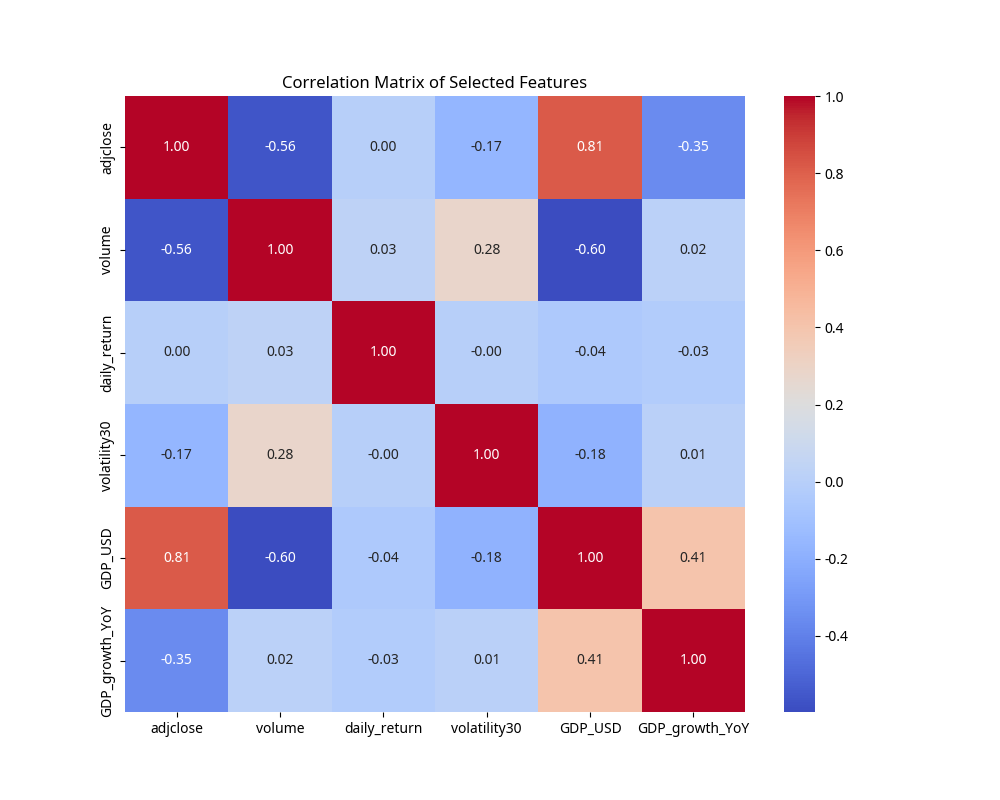 Correlation Matrix of Selected Features
adjclose 1.00 -0.56 0.00 -0.17 0.81 -0.35
volume -0.56 1.00 0.03 0.28 -0.60 0.02
daily_return 0.00 0.03 1.00 -0.00 -0.04 -0.03
volatility30 -0.17 0.28 -0.00 1.00 -0.18 0.01
GDP_USD 0.81 -0.60 -0.04 -0.18 1.00 0.41
GDP_growth_YoY -0.35 0.02 -0.03 0.01 0.41 1.00
adjclose volume daily_return volatility30 GDP_USD GDP_growth_YoY
1.0
0.8
0.6
0.4
0.2
0.0
-0.2
-0.4